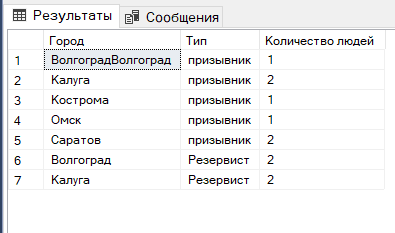 Результаты Сообщения
Город Тип Количество людей
1 ВолгоградВолгоград призывник 1
2 Калуга призывник 2
3 Кострома призывник 1
4 Омск призывник 1
5 Саратов призывник 2
6 Волгоград Резервист 2
7 Калуга Резервист 2